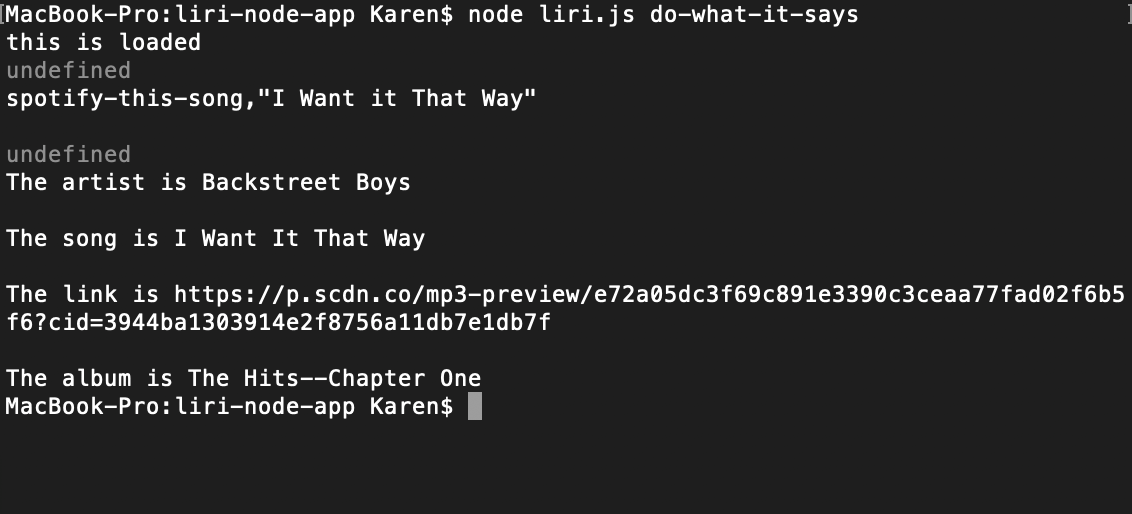 [MacBook-Pro:liri-node-app Karen$ node liri.js do-what-it-says ]
this is loaded
undefined
spotify-this-song,"I Want it That Way"
undefined
The artist is Backstreet Boys
The song is I Want It That Way
The link is https://p.scdn.co/mp3-preview/e72a05dc3f69c891e3390c3ceaa77fad02f6b5
f6?cid=3944ba1303914e2f8756a11db7e1db7f
The album is The Hits--Chapter One
MacBook-Pro:liri-node-app Karen$